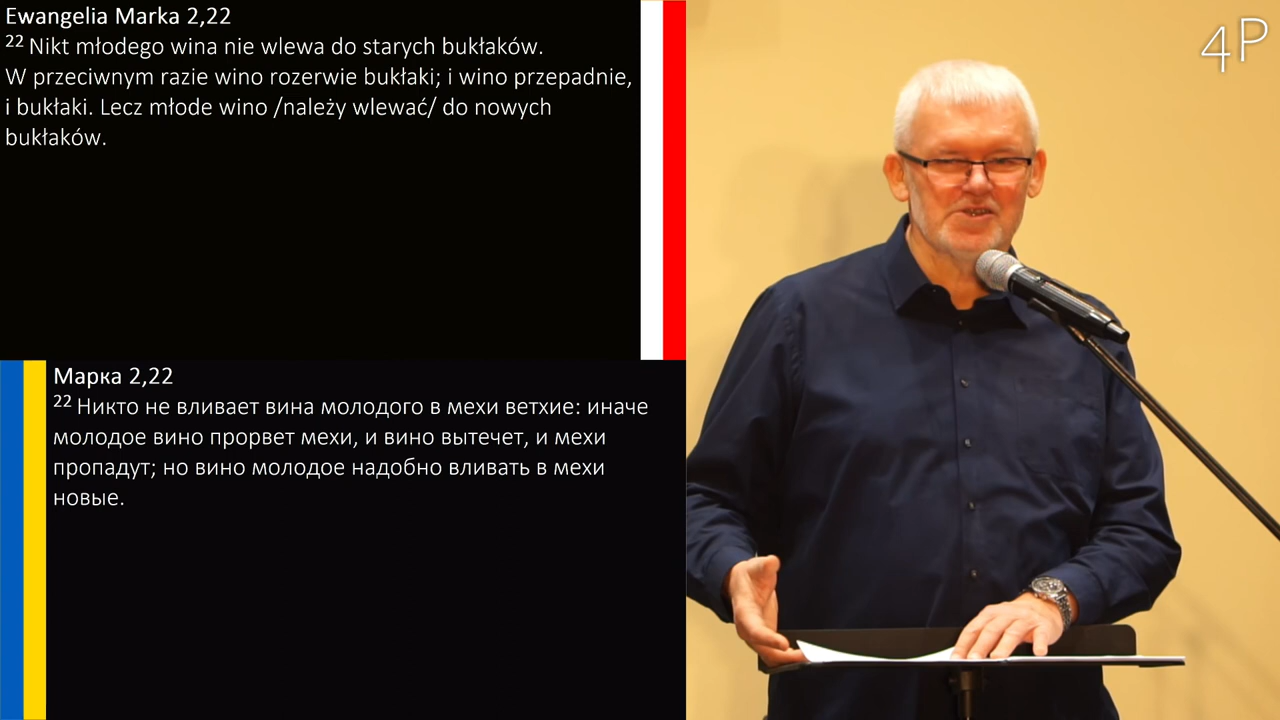 Ewangelia Marka 2,22
22 Nikt młodego wina nie wlewa do starych bukłaków.
W przeciwnym razie wino rozerwie bukłaki; i wino przepadnie,
i bukłaki. Lecz młode wino /należy wlewać/ do nowych
bukłaków.
Марка 2,22
22 Никто не вливает вина молодого в мехи ветхие: иначе
молодое вино прорвет мехи, и вино вытечет, и мехи
пропадут; но вино молодое надобно вливать в мехи
новые.
4P